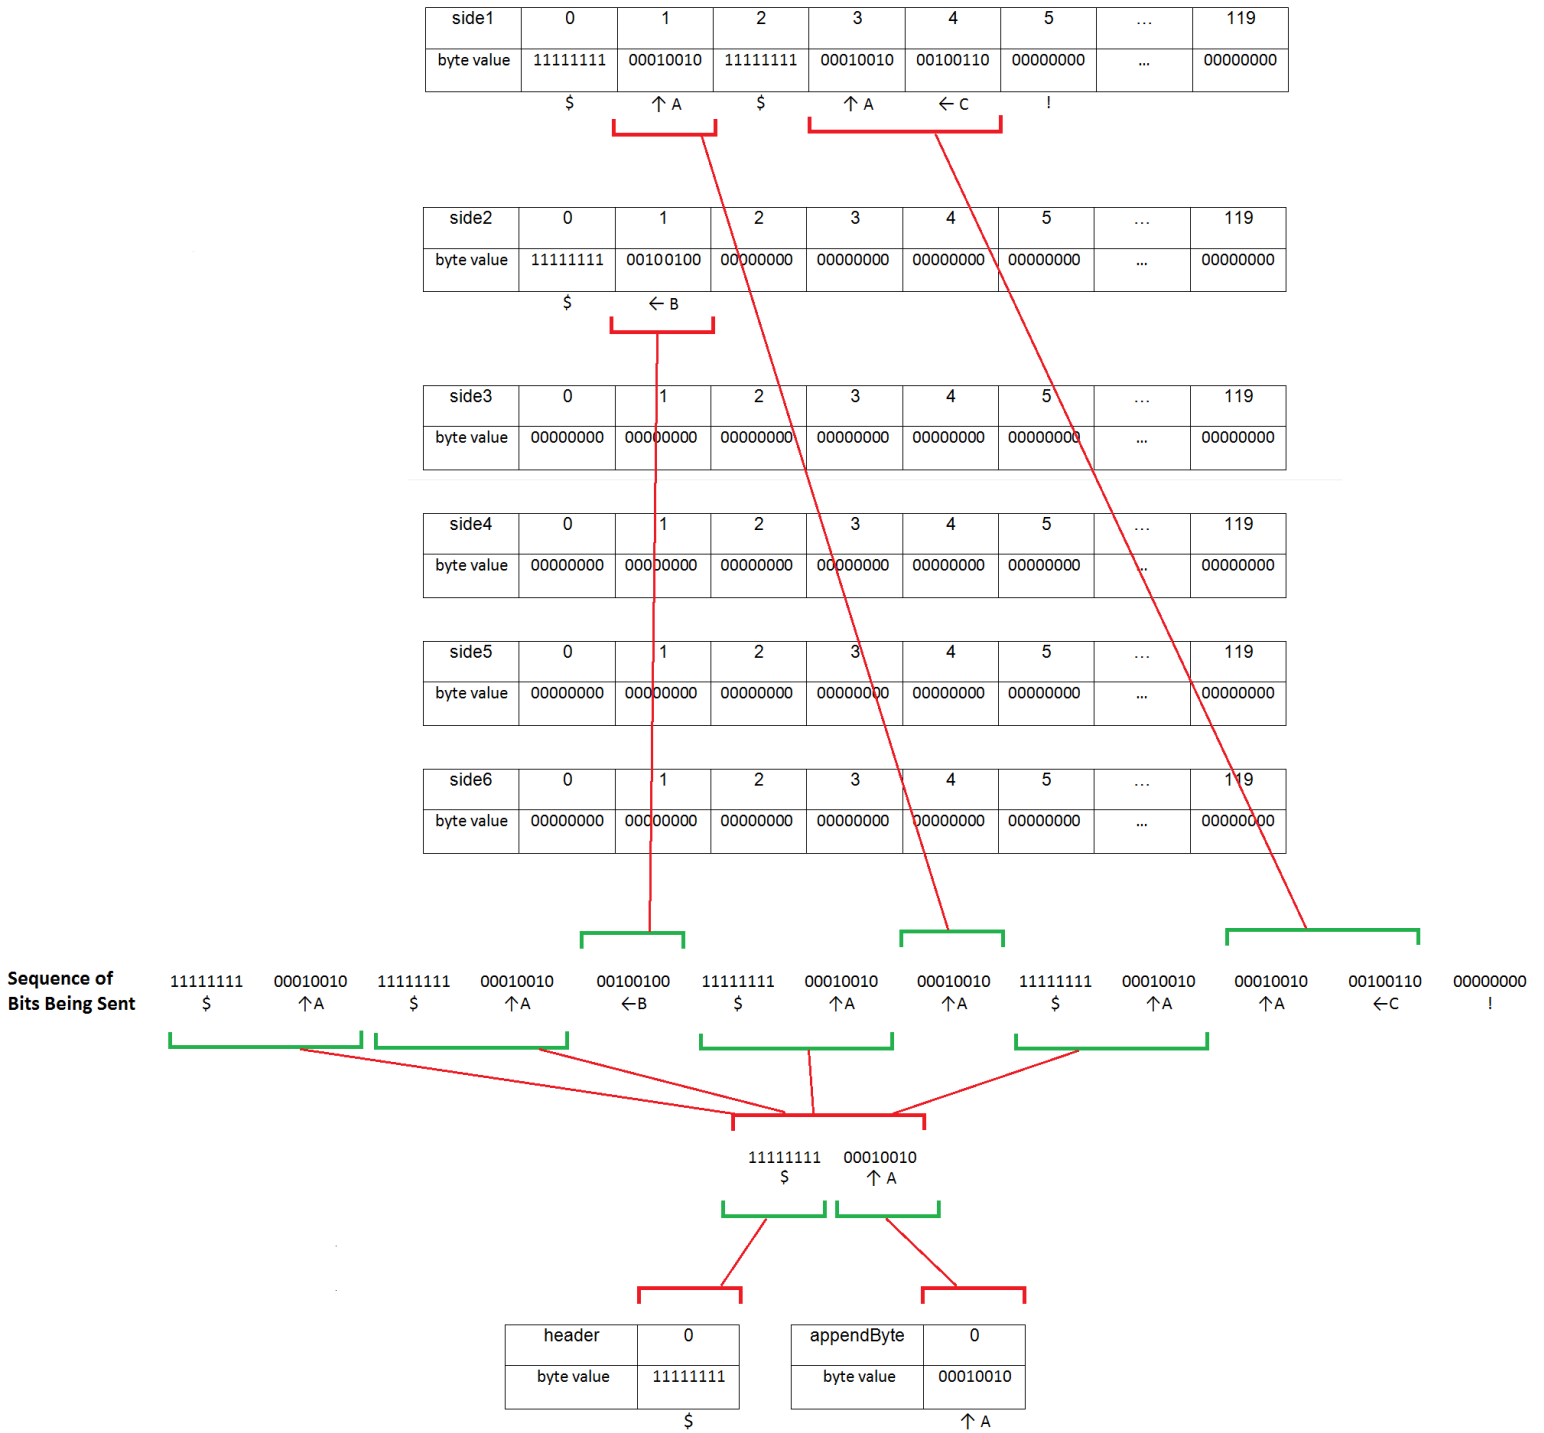 side1 0 1 2 3 4 5 ... 119
byte value 11111111 00010010 11111111 00010010 00100110 00000000 ... 00000000
$ ↑ A $ ↑ A ← C !
side2 0 1 2 3 4 5 ... 119
byte value 11111111 00100100 00000000 00000000 00000000 00000000 ... 00000000
$ ← B
side3 0 1 2 3 4 5 ... 119
byte value 00000000 00000000 00000000 00000000 00000000 00000000 ... 00000000
side4 0 1 2 3 4 5 ... 119
byte value 00000000 00000000 00000000 00000000 00000000 00000000 ... 00000000
side5 0 1 2 3 4 5 ... 119
byte value 00000000 00000000 00000000 00000000 00000000 00000000 ... 00000000
side6 0 1 2 3 4 5 ... 119
byte value 00000000 00000000 00000000 00000000 00000000 00000000 ... 00000000
Sequence of
Bits Being Sent
11111111 00010010 11111111 00010010 00100100 11111111 00010010 00010010 11111111 00010010 00010010 00100110 00000000
$ ↑A $ ↑A ←B $ ↑A ↑A $ ↑A ↑A ←C !
11111111 00010010
$ ↑ A
header 0
byte value 11111111
$
appendByte 0
byte value 00010010
↑ A